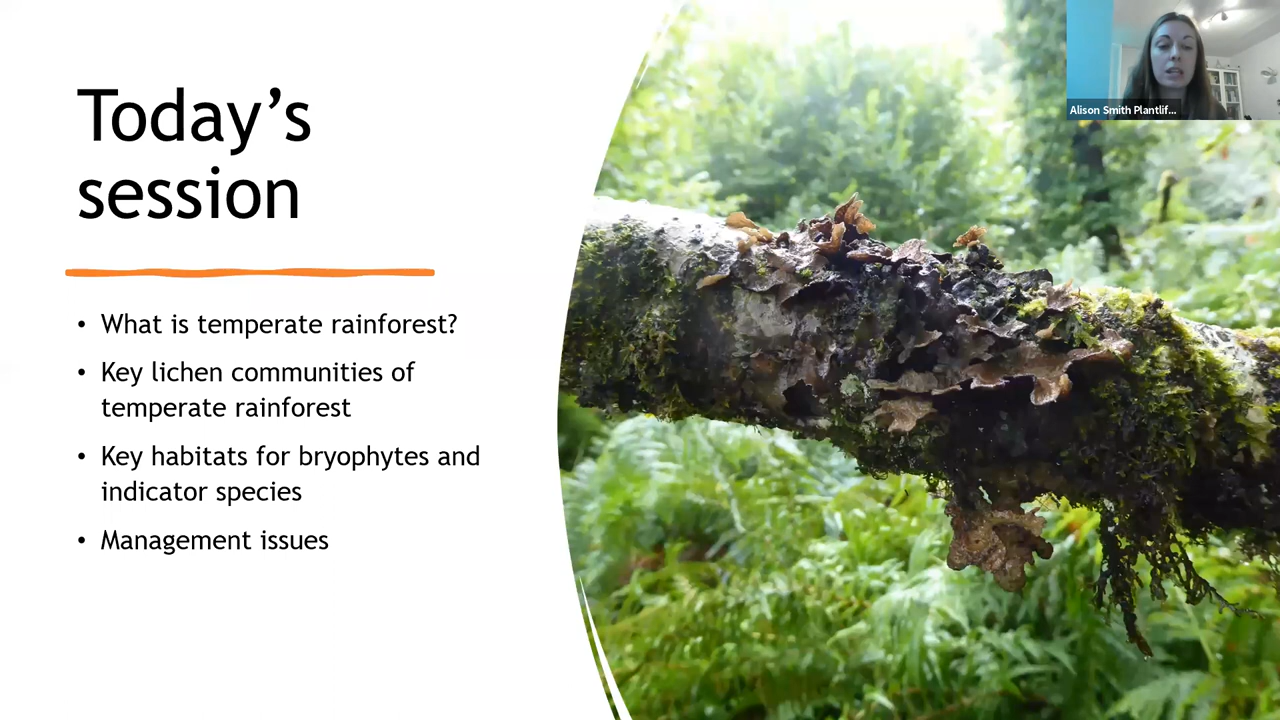 Today’s
session
• What is temperate rainforest?
• Key lichen communities of
temperate rainforest
• Key habitats for bryophytes and
indicator species
• Management issues
Alison Smith Plantlif...